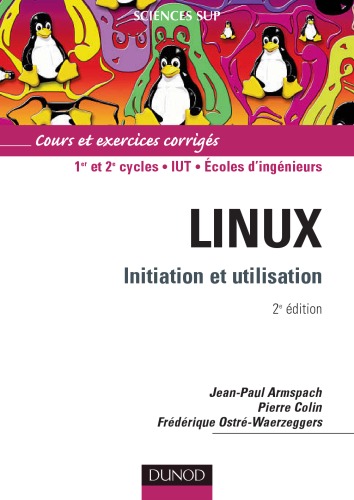 SCIENCES SUP
Cours et exercices corrigés
1er et 2e cycles • IUT • Écoles d'ingénieurs
LINUX
Initiation et utilisation
2e édition
Jean-Paul Armspach
Pierre Colin
Frédérique Ostré-Waerzeggers
DUNOD